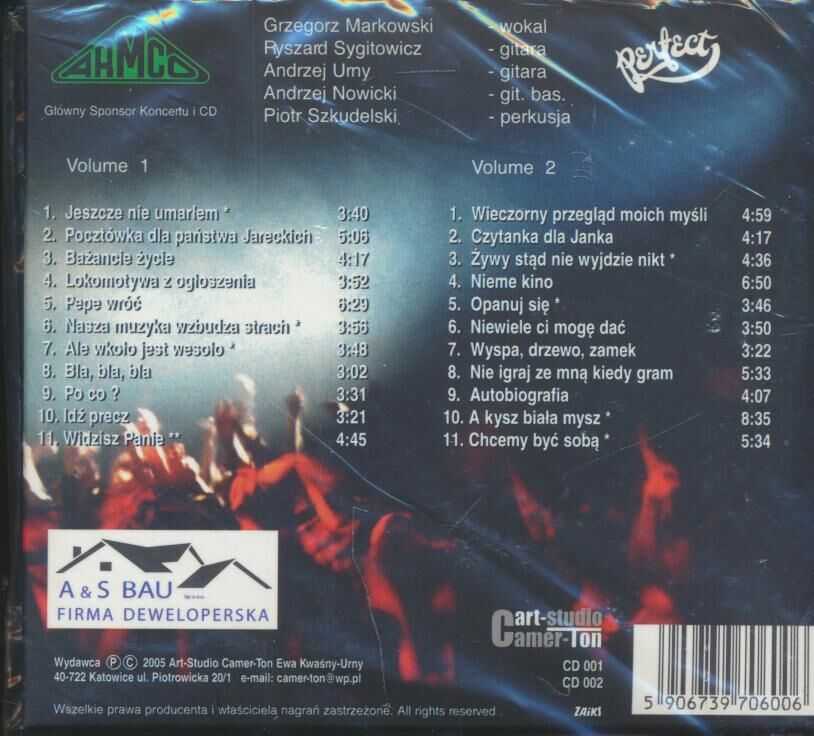 AHMCO
Główny Sponsor Koncertu i CD
Grzegorz Markowski - wokal
Ryszard Sygitowicz - gitara
Andrzej Urny - gitara
Andrzej Nowicki - git. bas.
Piotr Szkudelski - perkusja
Perfect
Volume 1
1. Jeszcze nie umarłem * 3:40
2. Pocztówka dla państwa Jareckich 5:06
3. Bażancie życie 4:17
4. Lokomotywa z ogłoszenia 3:52
5. Pepe wróć 6:29
6. Nasza muzyka wzbudza strach * 3:56
7. Ale wkoło jest wesoło * 3:48
8. Bla, bla, bla 3:02
9. Po co ? 3:31
10. Idź precz 3:21
11. Widzisz Panie ** 4:45
Volume 2
1. Wieczorny przegląd moich myśli 4:59
2. Czytanka dla Janka 4:17
3. Żywy stąd nie wyjdzie nikt * 4:36
4. Nieme kino 6:50
5. Opanuj się * 3:46
6. Niewiele ci mogę dać 3:50
7. Wyspa, drzewo, zamek 3:22
8. Nie igraj ze mną kiedy gram 5:33
9. Autobiografia 4:07
10. A kysz biała mysz * 8:35
11. Chcemy być sobą * 5:34
A & S BAU Sp. z o.o.
FIRMA DEWELOPERSKA
art-studio
Camer-Ton
CD 001
CD 002
Wydawca Ⓟ Ⓒ 2005 Art-Studio Camer-Ton Ewa Kwaśny-Urny
40-722 Katowice ul. Piotrowicka 20/1 e-mail: camer-ton@wp.pl
Wszelkie prawa producenta i właściciela nagrań zastrzeżone. All rights reserved .
ZAiKS
5 906739 706006